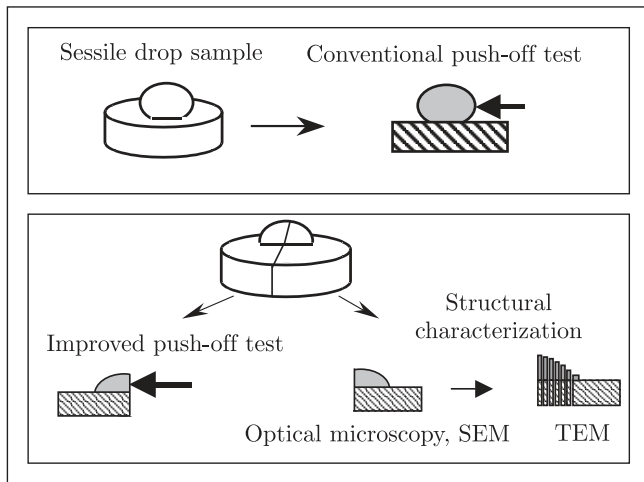 Sessile drop sample
Conventional push-off test
Structural
characterization
Improved push-off test
Optical microscopy, SEM
TEM